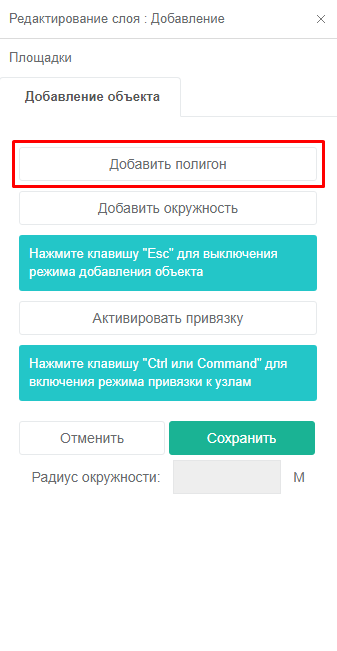 Редактирование слоя : Добавление
Площадки
Добавление объекта
Добавить полигон
Добавить окружность
Нажмите клавишу "Esc" для выключения
режима добавления объекта
Активировать привязку
Нажмите клавишу "Ctrl или Command" для
включения режима привязки к узлам
Отменить Сохранить
Радиус окружности: М